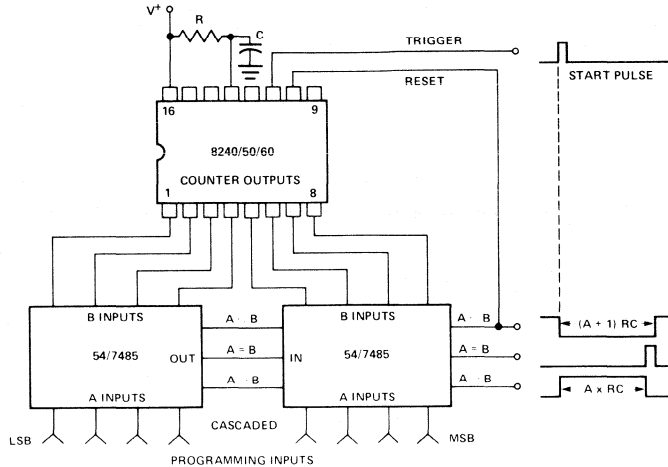 V+
R
C
TRIGGER
RESET
START PULSE
16
9
8240/50/60
COUNTER OUTPUTS
1
8
B INPUTS
54/7485
OUT
A INPUTS
A B
A = B
A B
B INPUTS
IN
54/7485
A INPUTS
A B
A = B
A B
(A + 1) RC
A x RC
LSB
CASCADED
MSB
PROGRAMMING INPUTS